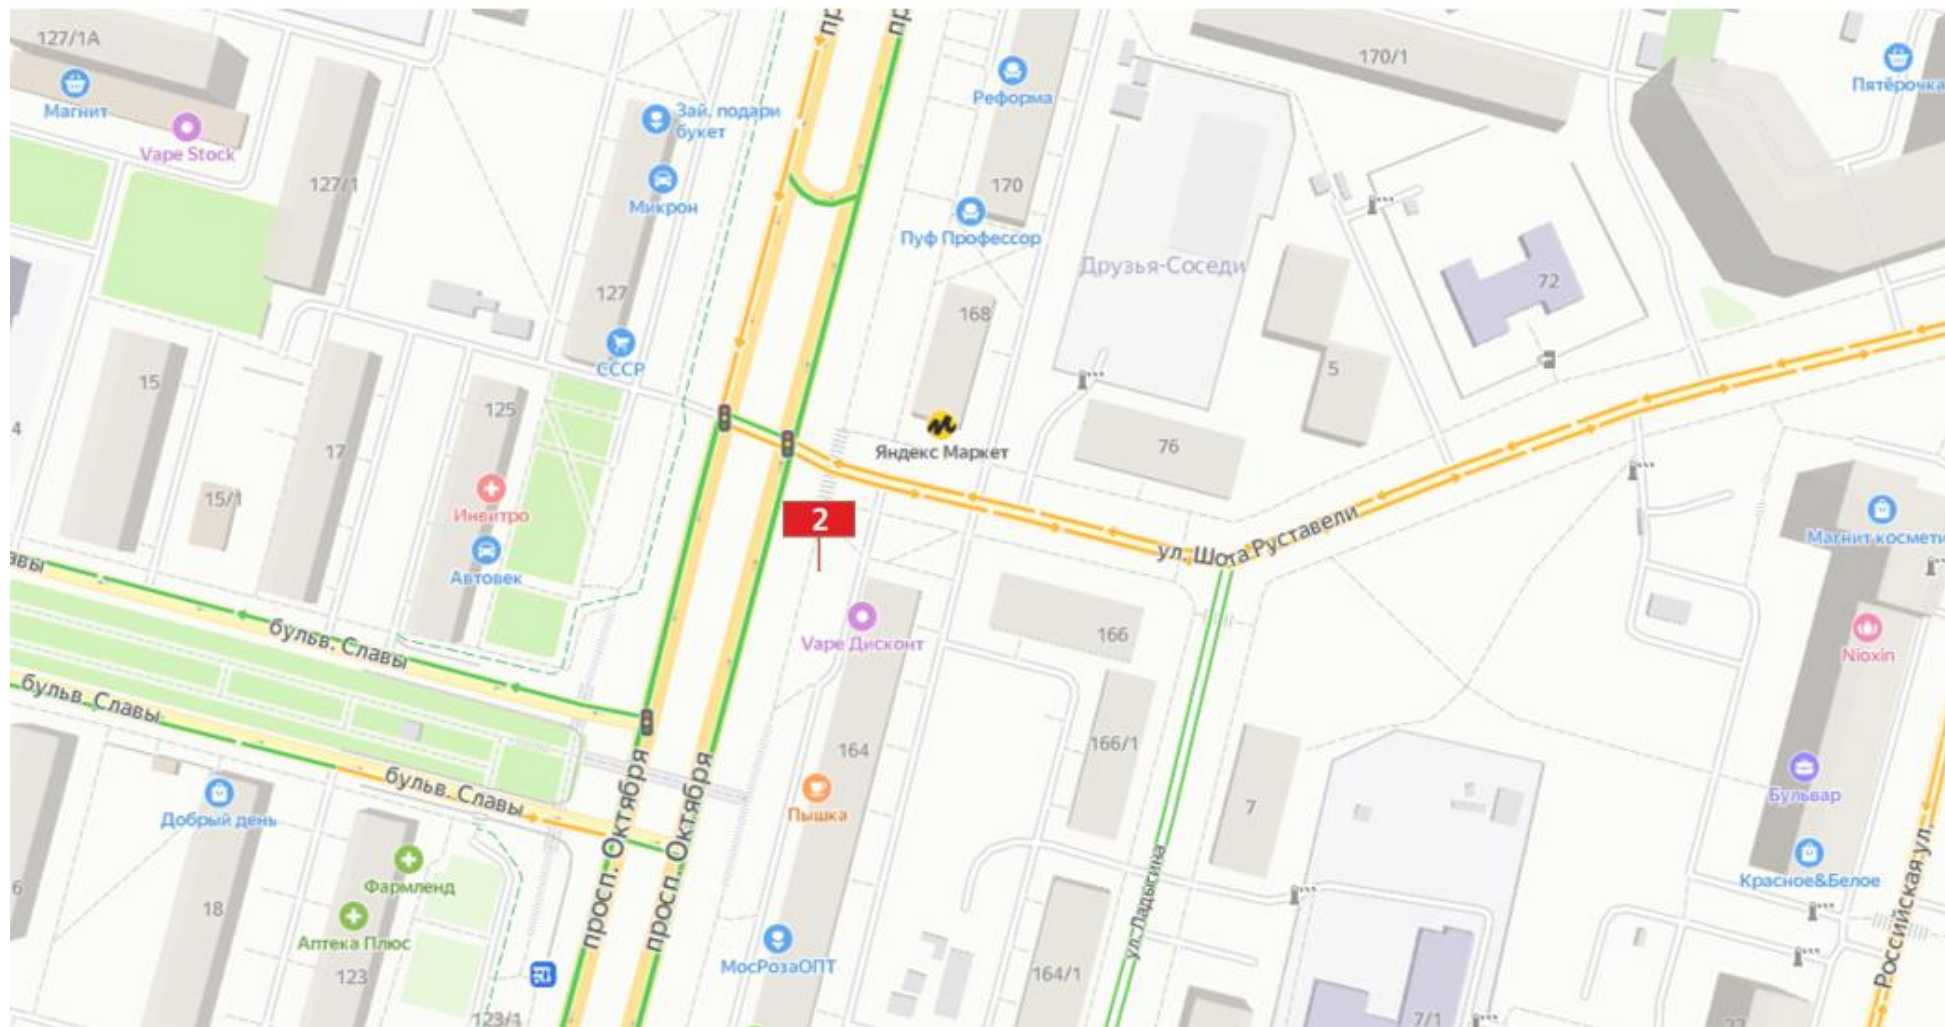 127/1А
Магнит
Vape Stock
127/1
Зай, подари
букет
Микрон
127
СССР
Реформа
170
Пуф Профессор
170/1
Пятёрочка
Друзья-Соседи
168
72
5
15
17
125
15/1
Инвитро
Автовек
Яндекс Маркет
76
2
ул. Шота Руставели
Магнит космети
Nioxin
бульв. Славы
бульв. Славы
бульв. Славы
Vape Дисконт
166
166/1
164
Пышка
7
Бульвар
Красное&Белое
Добрый день
Фармленд
18
Аптека Плюс
123
123/1
просп. Октября
просп. Октября
МосРозаОПТ
164/1
ул. Ладыгина
7/1
Российская ул.